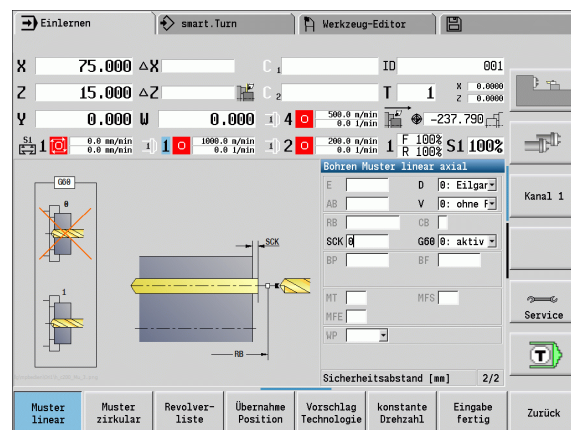 Einlernen smart.Turn Werkzeug-Editor
X 75.000 ΔX C 1 ID 001
Z 15.000 ΔZ C 2 T 1 X 0.0000 Z 0.0000
Y 0.000 W 0.000 4 500.0 m/min 0.0 1/min -237.790
S1 1 0.0 mm/min 0.0 mm/min 1 1000.0 m/min 0.0 1/min 2 200.0 m/min 0.0 1/min 1 F 100% R 100% S1 100%
Bohren Muster linear axial
E D 0: Eilgar
AB V 0: ohne F
RB CB
SCK 0 G60 0: aktiv
BP BF
MT MFS
MFE
WP
Sicherheitsabstand [mm] 2/2
G60
0
1
SCK
RB
Kanal 1
Service
T
Muster linear
Muster zirkular
Revolver-liste
Übernahme Position
Vorschlag Technologie
konstante Drehzahl
Eingabe fertig
Zurück